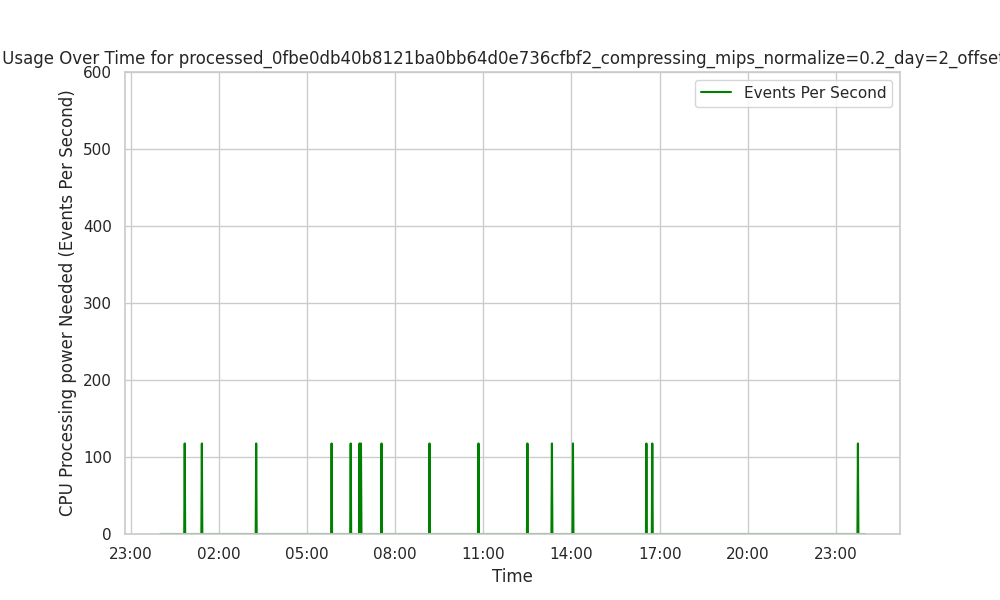 Usage Over Time for processed_0fbe0db40b8121ba0bb64d0e736cfbf2_compressing_mips_normalize=0.2_day=2_offset
600
500
400
300
200
100
0
CPU Processing power Needed (Events Per Second)
Events Per Second
23:00 02:00 05:00 08:00 11:00 14:00 17:00 20:00 23:00
Time